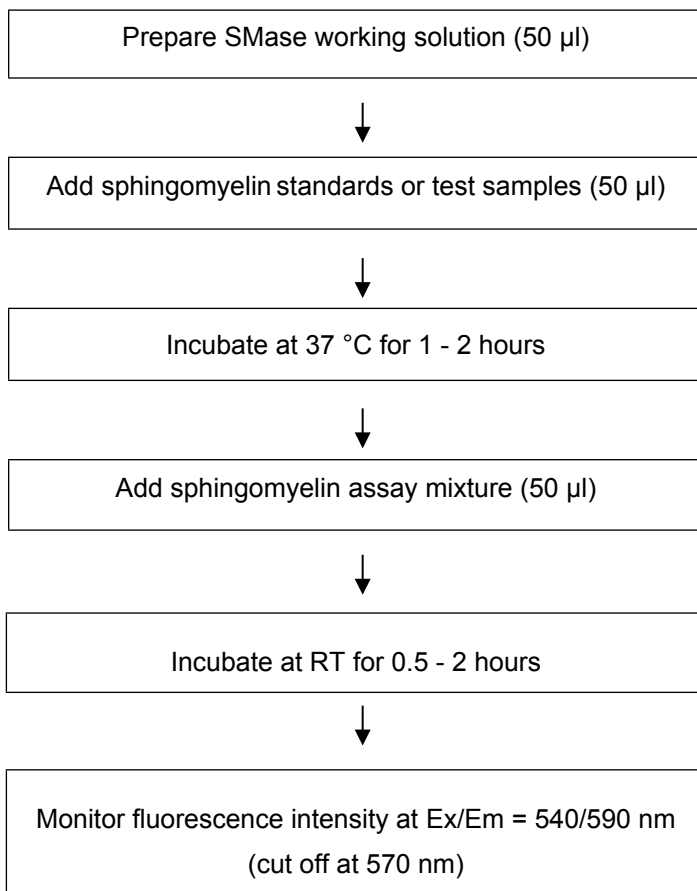 Prepare SMase working solution (50 µl)
Add sphingomyelin standards or test samples (50 µl)
Incubate at 37 °C for 1 - 2 hours
Add sphingomyelin assay mixture (50 µl)
Incubate at RT for 0.5 - 2 hours
Monitor fluorescence intensity at Ex/Em = 540/590 nm
(cut off at 570 nm)